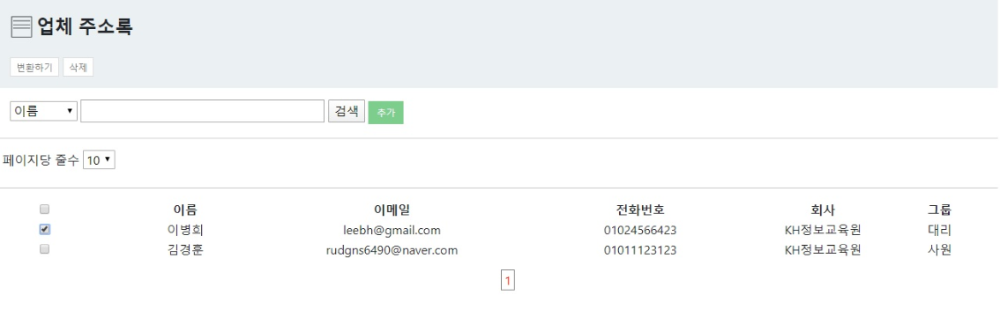 업체 주소록
변환하기 삭제
이름 검색 추가
페이지당 줄수 10
이름 이메일 전화번호 회사 그룹
이병희 leebh@gmail.com 01024566423 KH정보교육원 대리
김경훈 rudgns6490@naver.com 01011123123 KH정보교육원 사원
1